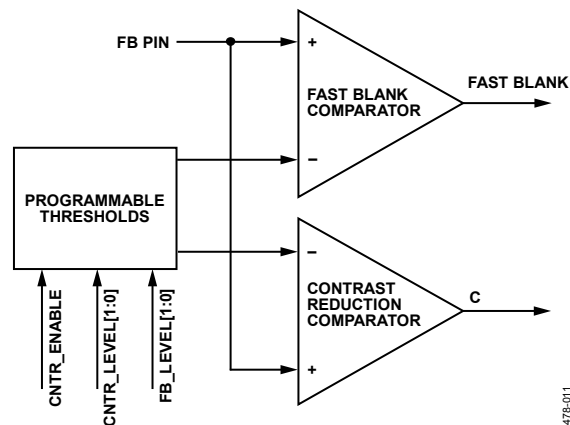 FB PIN
+
FAST BLANK
COMPARATOR
–
FAST BLANK
PROGRAMMABLE
THRESHOLDS
–
CONTRAST
REDUCTION
COMPARATOR
+
C
CNTR_ENABLE
CNTR_LEVEL[1:0]
FB_LEVEL[1:0]
478-011